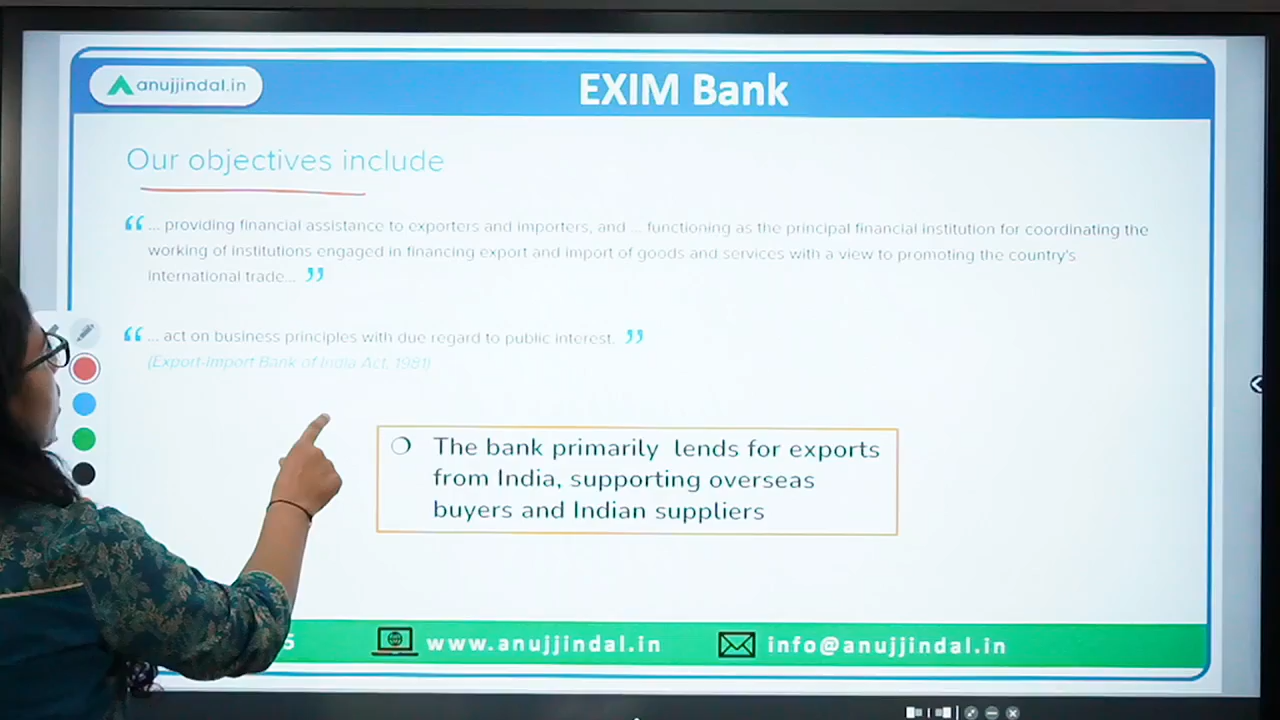 anujjindal.in
EXIM Bank
Our objectives include
“ ... providing financial assistance to exporters and importers, and ... functioning as the principal financial institution for coordinating the
working of institutions engaged in financing export and import of goods and services with a view to promoting the country's
international trade... ”
“ ... act on business principles with due regard to public interest. ”
(Export-Import Bank of India Act, 1981)
The bank primarily lends for exports
from India, supporting overseas
buyers and Indian suppliers
5 www.anujjindal.in info@anujjindal.in